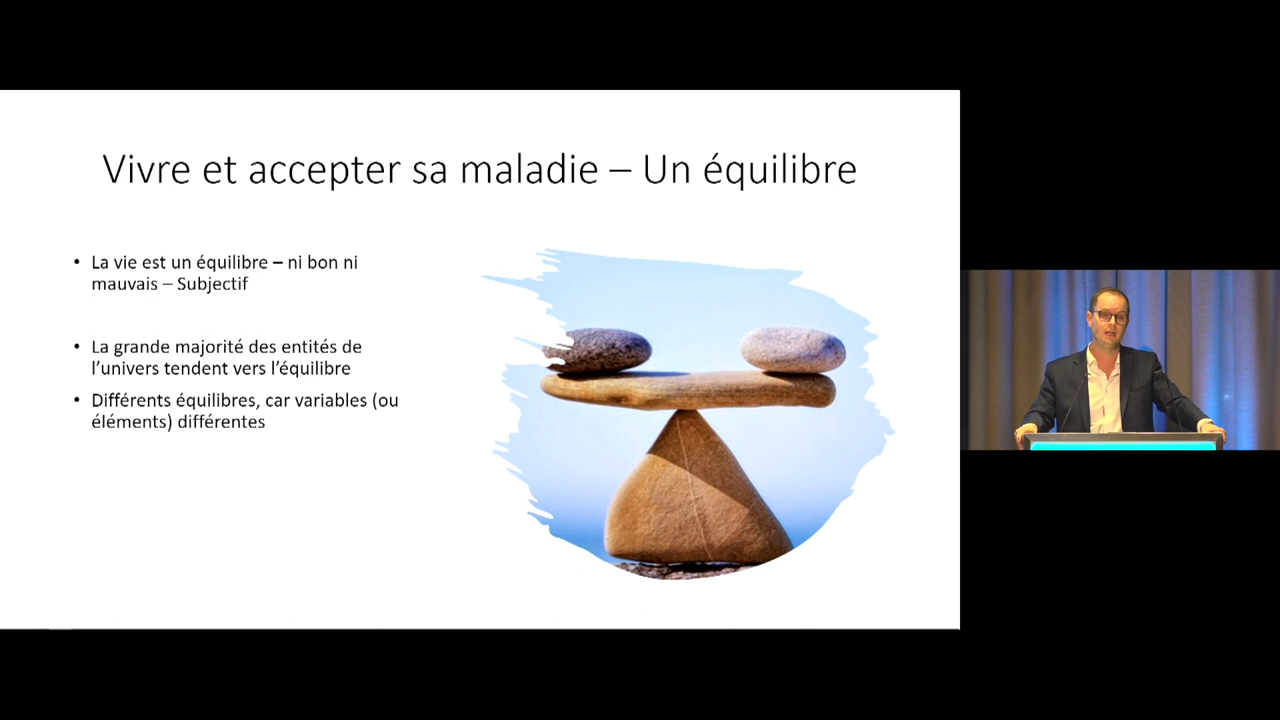 Vivre et accepter sa maladie – Un équilibre
• La vie est un équilibre – ni bon ni
mauvais – Subjectif
• La grande majorité des entités de
l’univers tendent vers l’équilibre
• Différents équilibres, car variables (ou
éléments) différentes